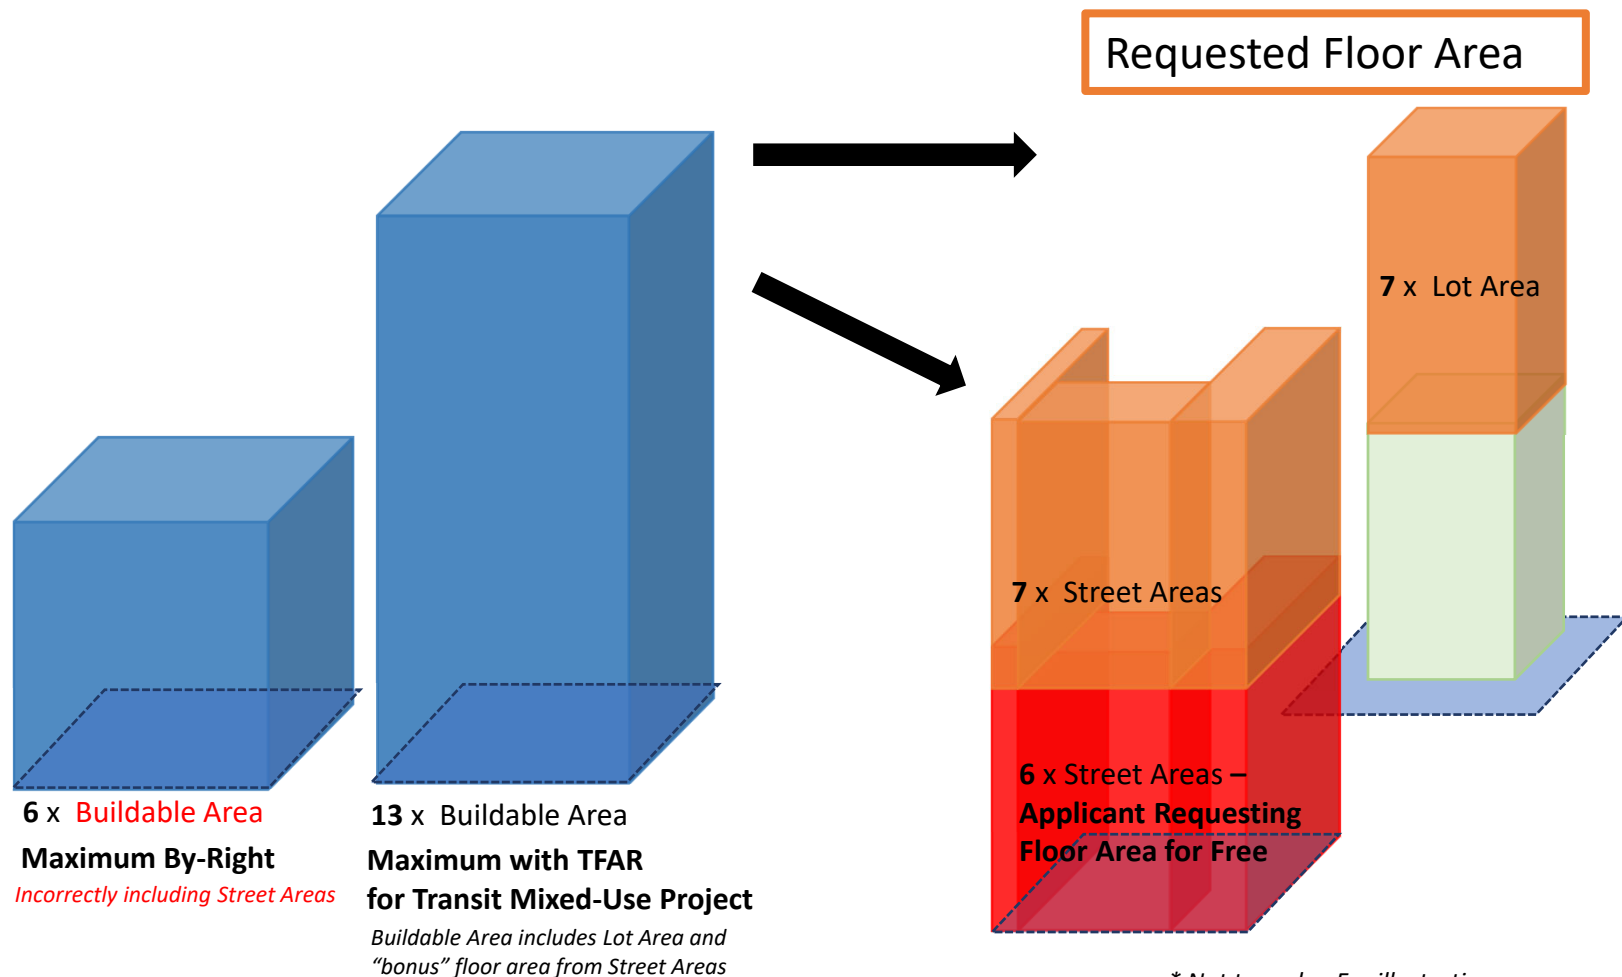 Requested Floor Area
7 x Lot Area
7 x Street Areas
6 x Street Areas –
Applicant Requesting
Floor Area for Free
6 x Buildable Area
Maximum By-Right
Incorrectly including Street Areas
13 x Buildable Area
Maximum with TFAR
for Transit Mixed-Use Project
Buildable Area includes Lot Area and
“bonus” floor area from Street Areas